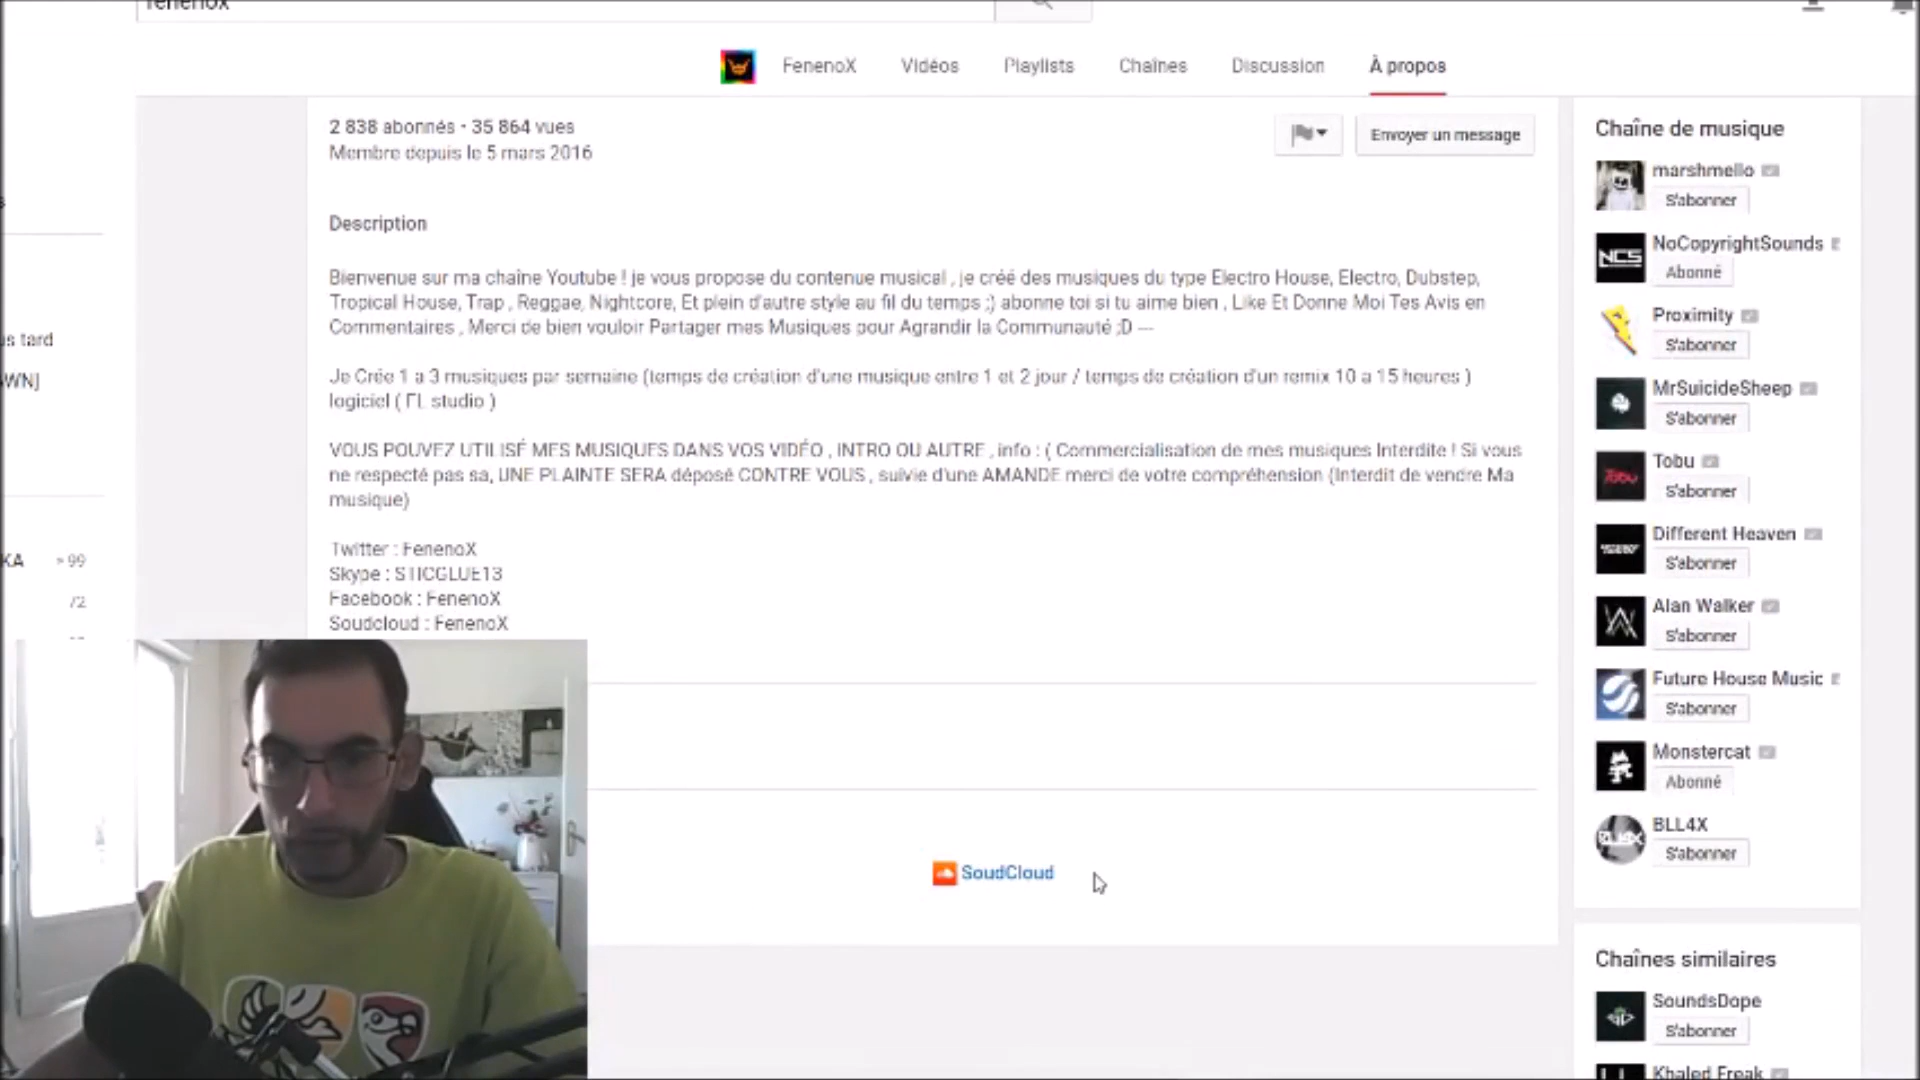 fenenox
FenenoX Vidéos Playlists Chaînes Discussion À propos
2 838 abonnés • 35 864 vues
Membre depuis le 5 mars 2016
Envoyer un message
Description
Bienvenue sur ma chaîne Youtube ! je vous propose du contenue musical , je créé des musiques du type Electro House, Electro, Dubstep,
Tropical House, Trap , Reggae, Nightcore, Et plein d'autre style au fil du temps ;) abonne toi si tu aime bien , Like Et Donne Moi Tes Avis en
Commentaires , Merci de bien vouloir Partager mes Musiques pour Agrandir la Communauté ;D ---
Je Crée 1 a 3 musiques par semaine (temps de création d'une musique entre 1 et 2 jour / temps de création d'un remix 10 a 15 heures )
logiciel ( FL studio )
VOUS POUVEZ UTILISÉ MES MUSIQUES DANS VOS VIDÉO , INTRO OU AUTRE , info : ( Commercialisation de mes musiques Interdite ! Si vous
ne respecté pas sa, UNE PLAINTE SERA déposé CONTRE VOUS , suivie d'une AMANDE merci de votre compréhension (Interdit de vendre Ma
musique)
Twitter : FenenoX
Skype : STICGLUE13
Facebook : FenenoX
Soudcloud : FenenoX
SoudCloud
us tard
WN]
KA > 99
72
Chaîne de musique
marshmello
S'abonner
NCS
NoCopyrightSounds
Abonné
Proximity
S'abonner
MrSuicideSheep
S'abonner
Tobu
Tobu
S'abonner
Different Heaven
S'abonner
Alan Walker
S'abonner
Future House Music
S'abonner
Monstercat
Abonné
BLL4X
BLL4X
S'abonner
Chaînes similaires
SoundsDope
S'abonner
Khaled Freak